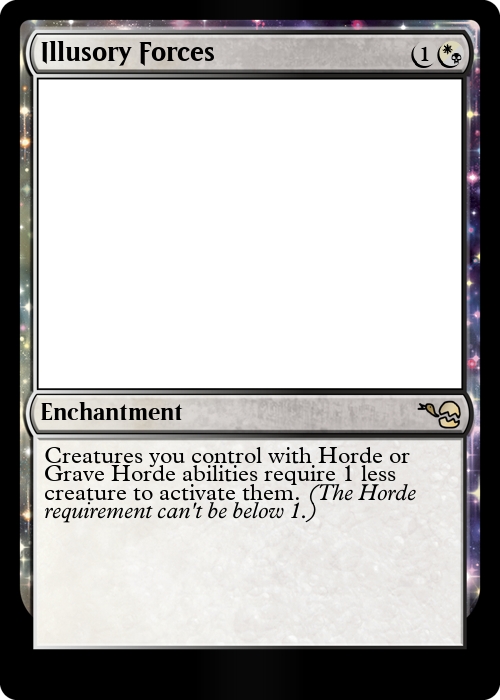 Illusory Forces 1
Enchantment
Creatures you control with Horde or
Grave Horde abilities require 1 less
creature to activate them. (The Horde
requirement can't be below 1.)